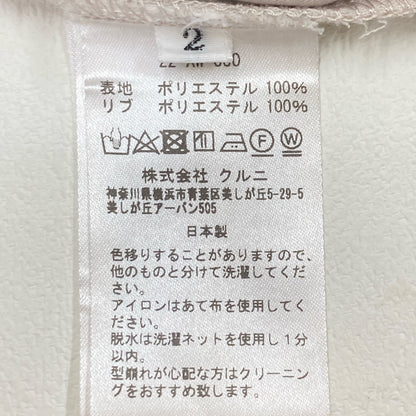 2
表地 ポリエステル 100%
リブ ポリエステル 100%
F W
株式会社 クルニ
神奈川県横浜市青葉区美しが丘5-29-5
美しが丘アーバン505
日本製
色移りすることがありますので、
他のものと分けて洗濯してくだ
さい。
アイロンはあて布を使用してく
ださい。
脱水は洗濯ネットを使用し1分
以内。
型崩れが心配な方はクリーニン
グをおすすめ致します。